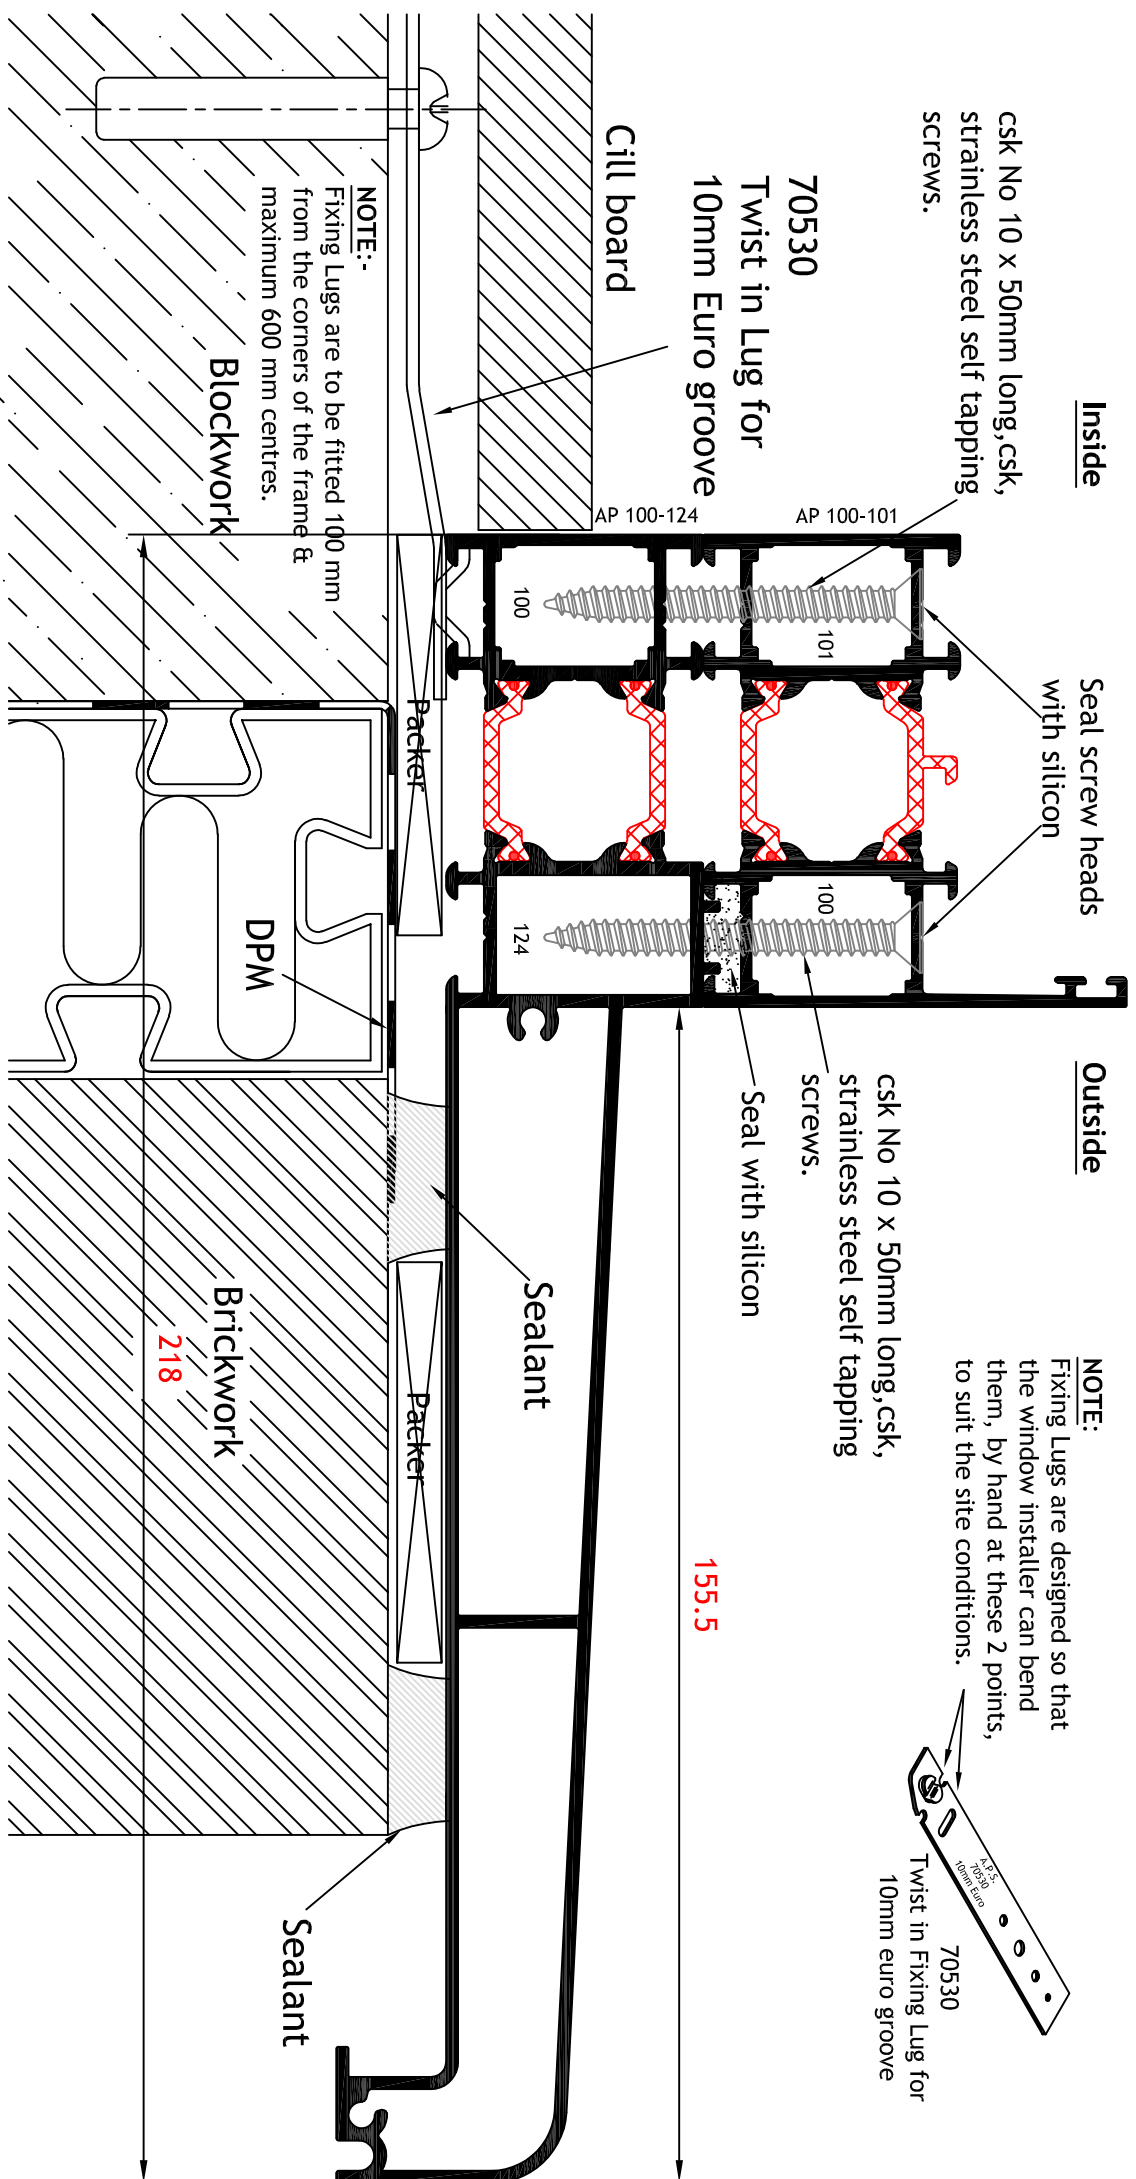 Inside
csk No 10 x 50mm long,csk,
strainless steel self tapping
screws.
70530
Twist in Lug for
10mm Euro groove
Cill board
NOTE:-
Fixing Lugs are to be fitted 100 mm
from the corners of the frame &
maximum 600 mm centres.
Blockwork
AP 100-101
AP 100-124
101
100
Seal screw heads
with silicon
100
124
Packer
DPM
Outside
csk No 10 x 50mm long,csk,
strainless steel self tapping
screws.
Seal with silicon
Sealant
Brickwork
218
Packer
155.5
NOTE:
Fixing Lugs are designed so that
the window installer can bend
them, by hand at these 2 points,
to suit the site conditions.
A.P.S.
70530
10mm Euro
70530
Twist in Fixing Lug for
10mm euro groove
Sealant